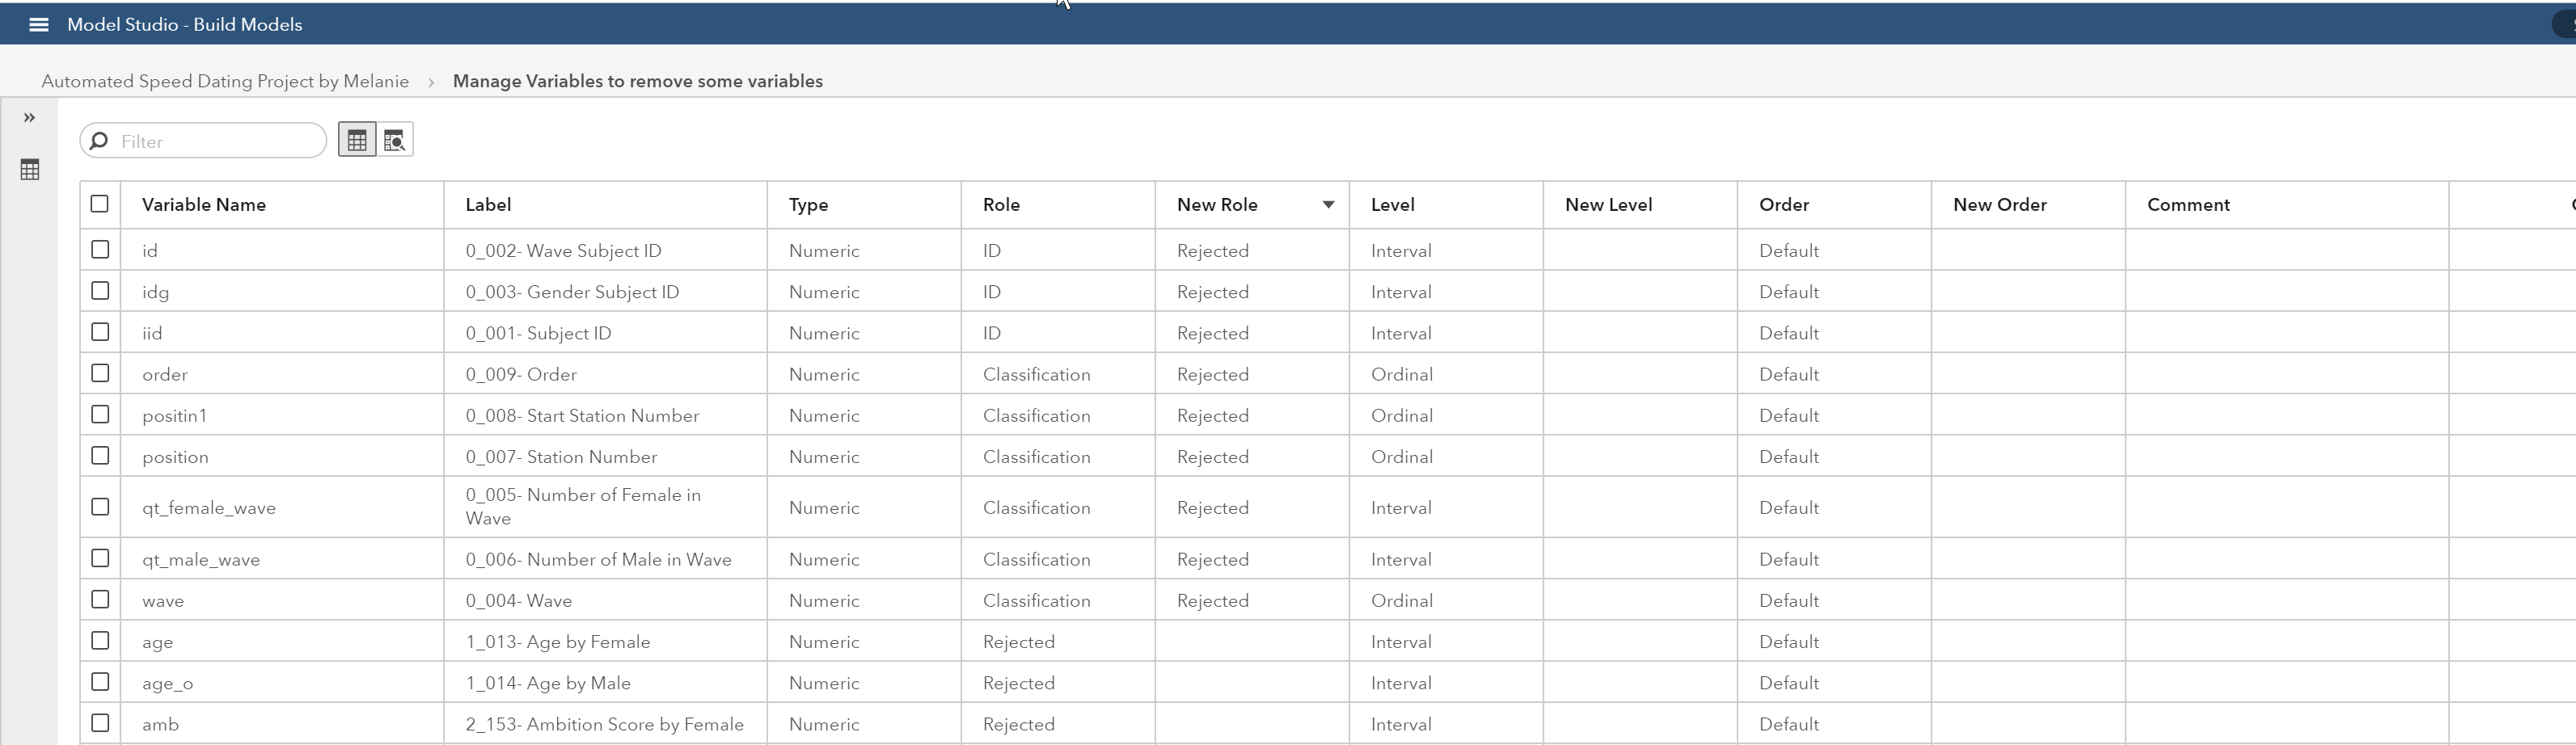 Model Studio - Build Models
Automated Speed Dating Project by Melanie > Manage Variables to remove some variables
Filter
Variable Name Label Type Role New Role Level New Level Order New Order Comment
id 0_002- Wave Subject ID Numeric ID Rejected Interval Default
idg 0_003- Gender Subject ID Numeric ID Rejected Interval Default
iid 0_001- Subject ID Numeric ID Rejected Interval Default
order 0_009- Order Numeric Classification Rejected Ordinal Default
positin1 0_008- Start Station Number Numeric Classification Rejected Ordinal Default
position 0_007- Station Number Numeric Classification Rejected Ordinal Default
qt_female_wave 0_005- Number of Female in Numeric Classification Rejected Interval Default
Wave
qt_male_wave 0_006- Number of Male in Wave Numeric Classification Rejected Interval Default
wave 0_004- Wave Numeric Classification Rejected Ordinal Default
age 1_013- Age by Female Numeric Rejected Interval Default
age_o 1_014- Age by Male Numeric Rejected Interval Default
amb 2_153- Ambition Score by Female Numeric Rejected Interval Default